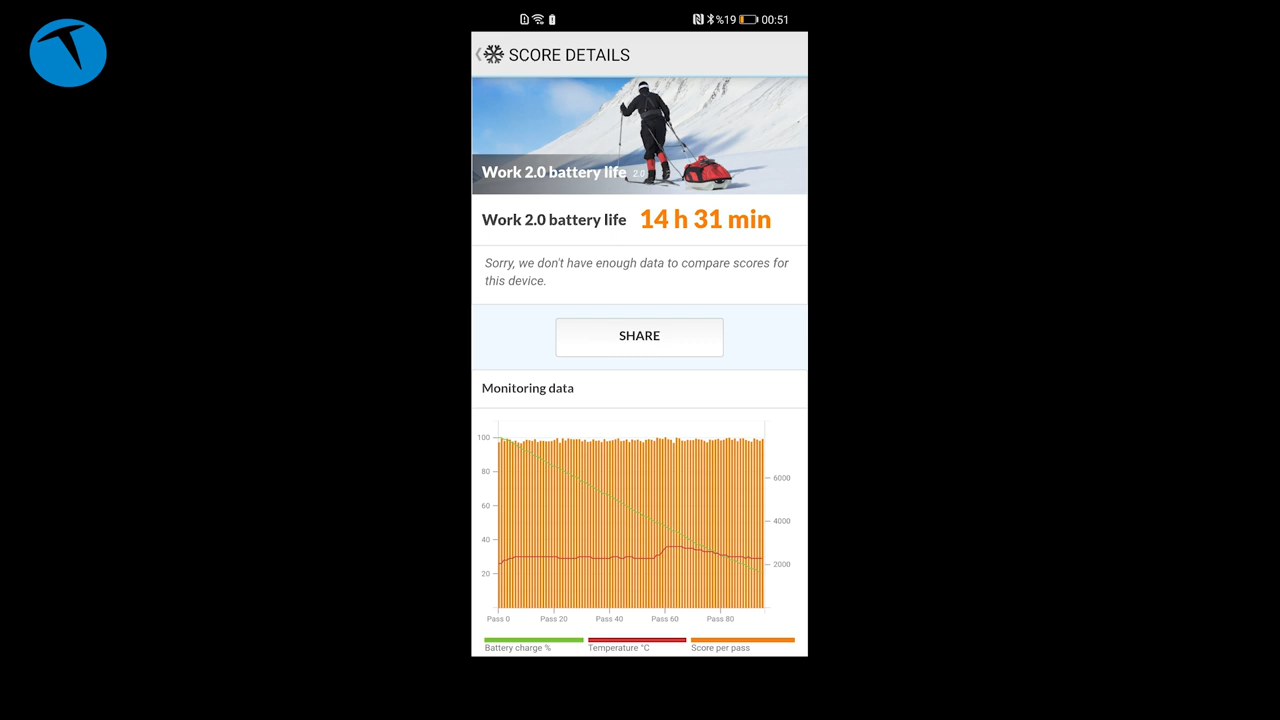 %19 00:51
SCORE DETAILS
Work 2.0 battery life 2.0
Work 2.0 battery life 14 h 31 min
Sorry, we don't have enough data to compare scores for
this device.
SHARE
Monitoring data
100
80
60
40
20
6000
4000
2000
Pass 0 Pass 20 Pass 40 Pass 60 Pass 80
Battery charge % Temperature °C Score per pass